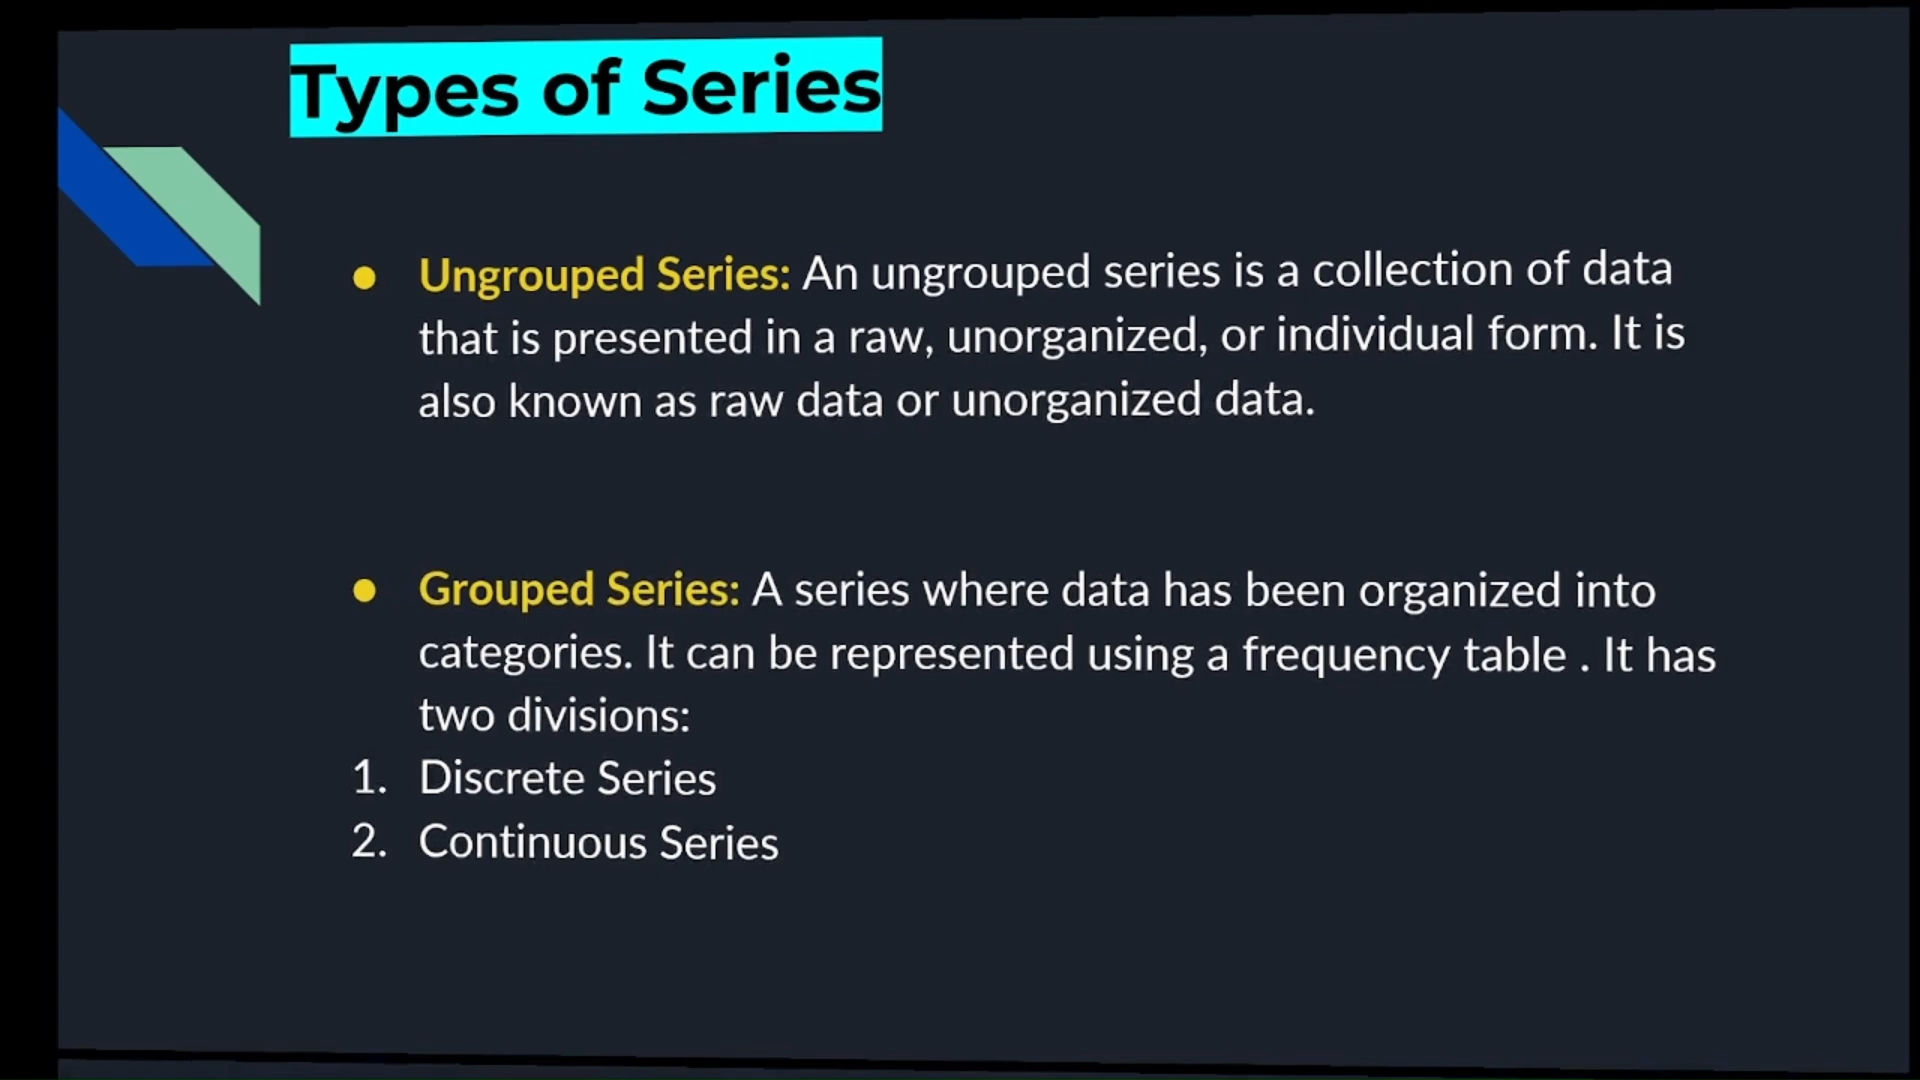 Types of Series
● Ungrouped Series: An ungrouped series is a collection of data
that is presented in a raw, unorganized, or individual form. It is
also known as raw data or unorganized data.
● Grouped Series: A series where data has been organized into
categories. It can be represented using a frequency table . It has
two divisions:
1. Discrete Series
2. Continuous Series